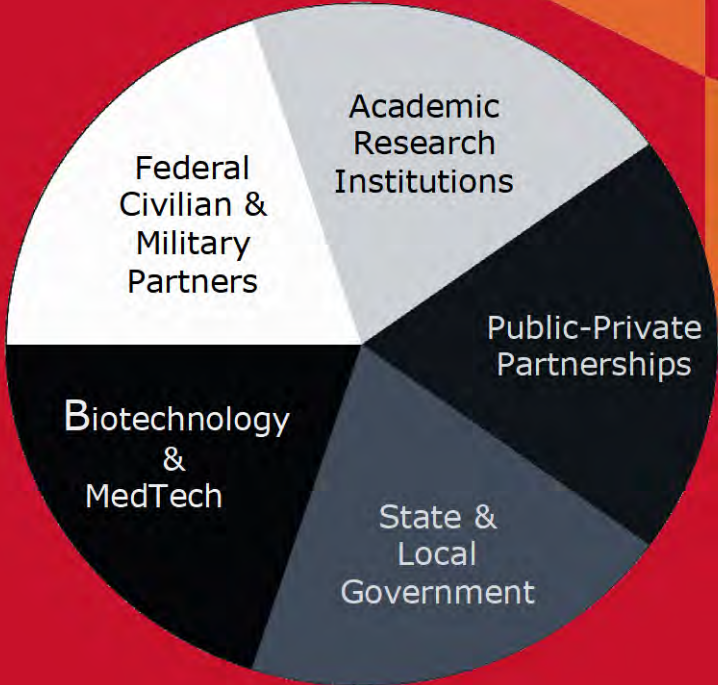 Academic
Research
Institutions
Federal
Civilian &
Military
Partners
Public-Private
Partnerships
Biotechnology
&
MedTech
State &
Local
Government